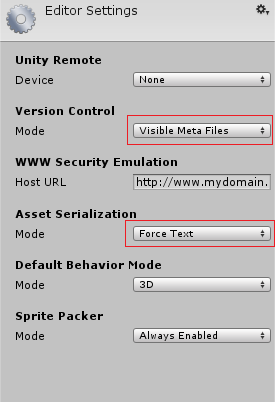 Editor Settings
Unity Remote
Device None
Version Control
Mode Visible Meta Files
WWW Security Emulation
Host URL http://www.mydomain.
Asset Serialization
Mode Force Text
Default Behavior Mode
Mode 3D
Sprite Packer
Mode Always Enabled